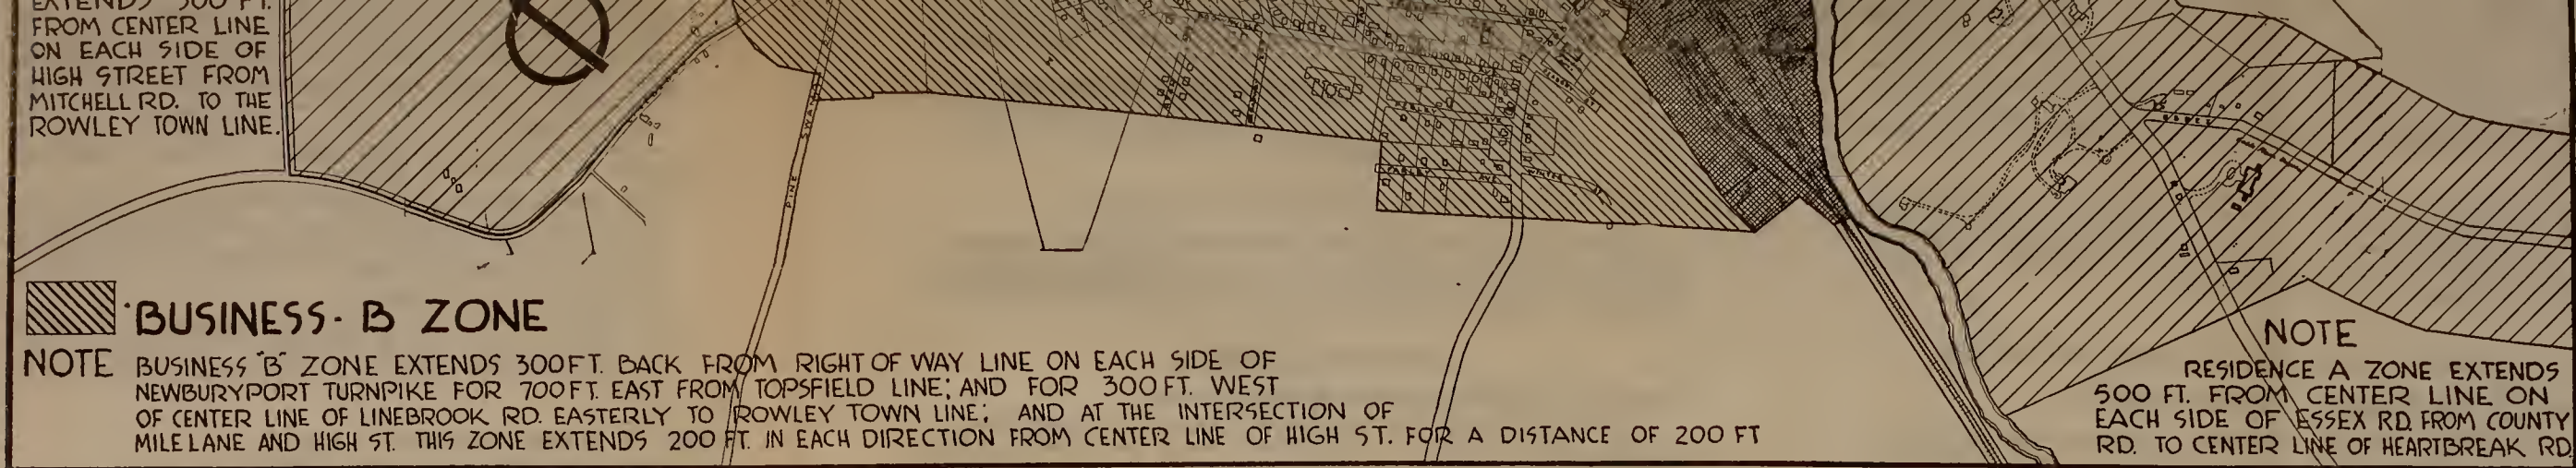 EXTENDS 500 FT.
FROM CENTER LINE
ON EACH SIDE OF
HIGH STREET FROM
MITCHELL RD. TO THE
ROWLEY TOWN LINE.
PINE SWAMP
FARLEY AVE
WINTER
BUSINESS - B ZONE
NOTE BUSINESS "B" ZONE EXTENDS 300 FT. BACK FROM RIGHT OF WAY LINE ON EACH SIDE OF
NEWBURYPORT TURNPIKE FOR 700 FT. EAST FROM TOPSFIELD LINE; AND FOR 300 FT. WEST
OF CENTER LINE OF LINEBROOK RD. EASTERLY TO ROWLEY TOWN LINE; AND AT THE INTERSECTION OF
MILE LANE AND HIGH ST. THIS ZONE EXTENDS 200 FT. IN EACH DIRECTION FROM CENTER LINE OF HIGH ST. FOR A DISTANCE OF 200 FT
NOTE
RESIDENCE A ZONE EXTENDS
500 FT. FROM CENTER LINE ON
EACH SIDE OF ESSEX RD. FROM COUNTY
RD. TO CENTER LINE OF HEARTBREAK RD.